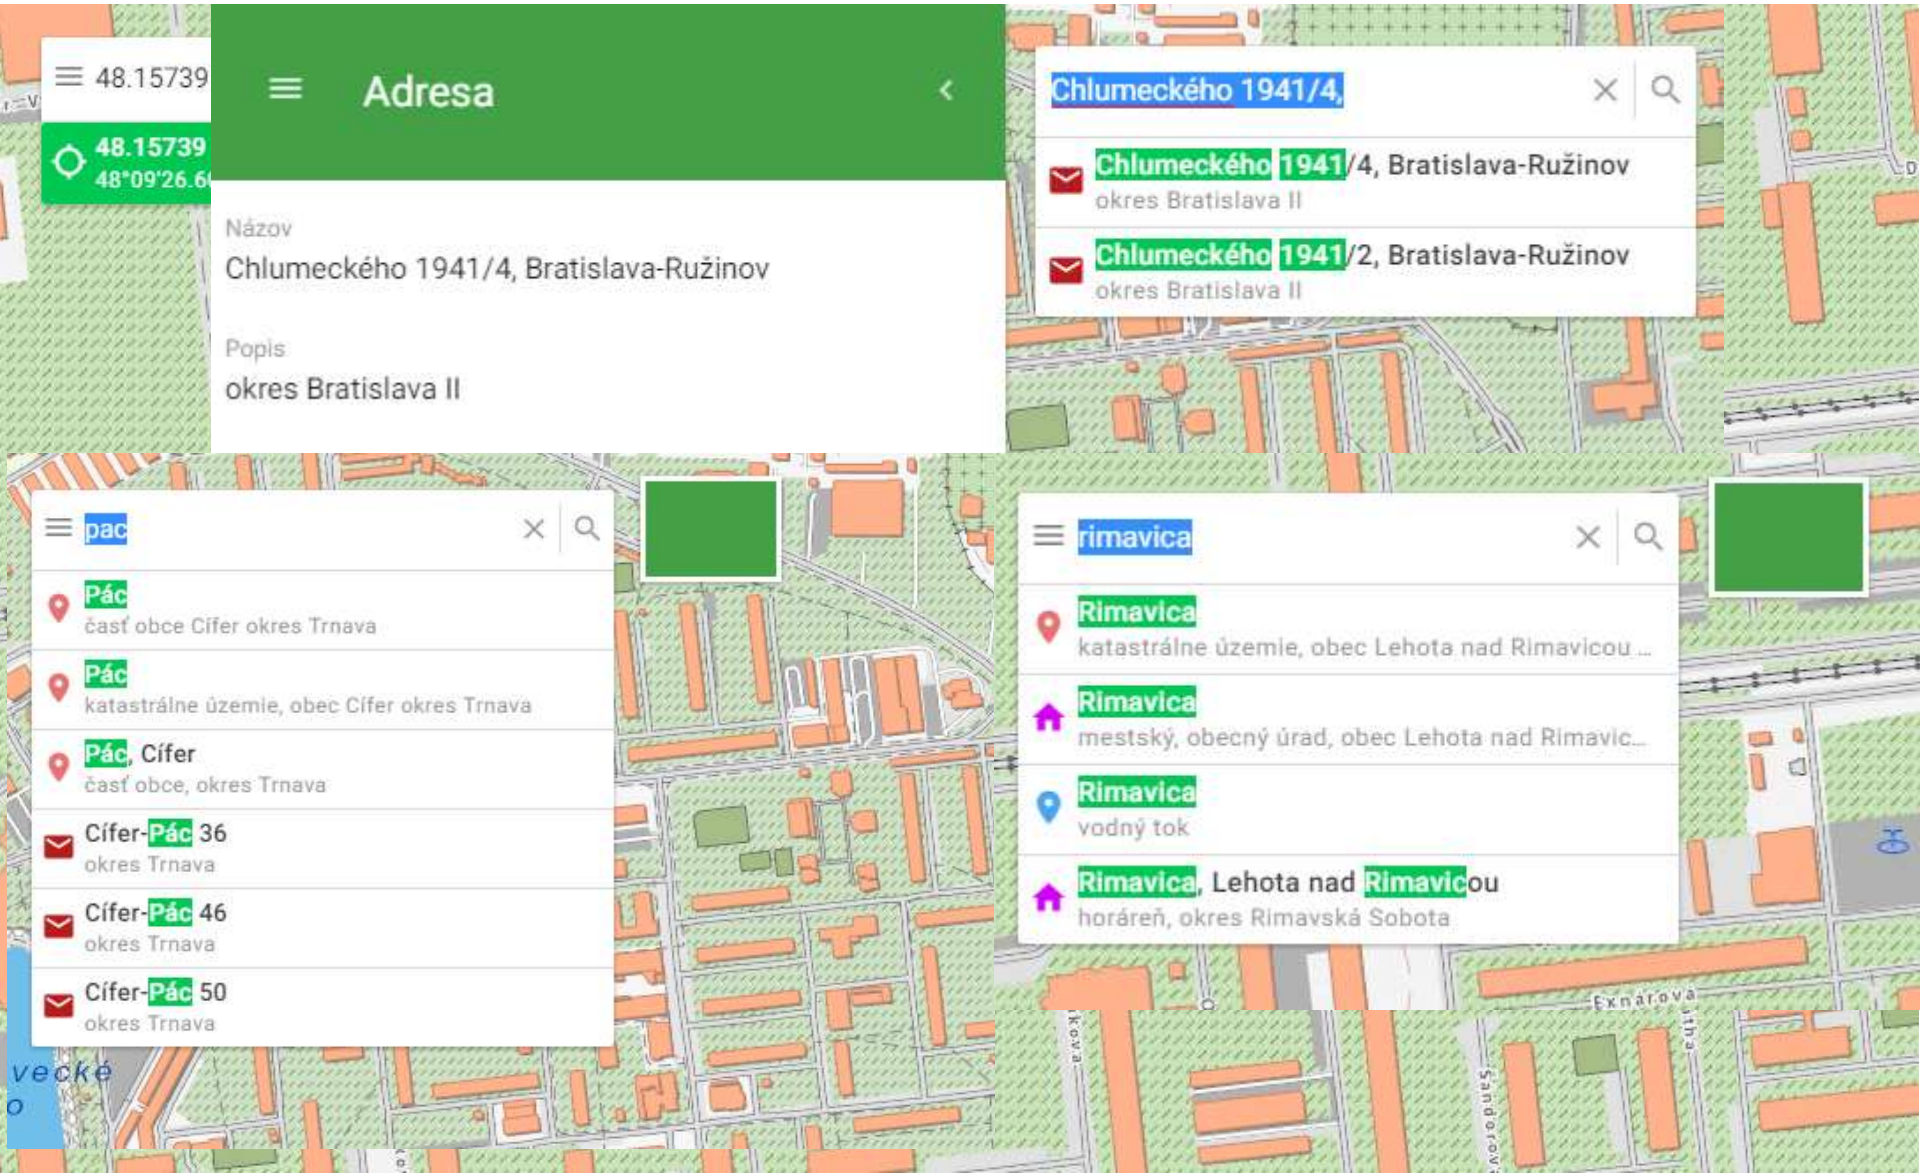 48.15739
48.15739
48°09'26.6
Adresa
Názov
Chlumeckého 1941/4, Bratislava-Ružinov
Popis
okres Bratislava II
Chlumeckého 1941/4,
Chlumeckého 1941/4, Bratislava-Ružinov
okres Bratislava II
Chlumeckého 1941/2, Bratislava-Ružinov
okres Bratislava II
pac
Pác
časť obce Cífer okres Trnava
Pác
katastrálne územie, obec Cífer okres Trnava
Pác, Cífer
časť obce, okres Trnava
Cífer-Pác 36
okres Trnava
Cífer-Pác 46
okres Trnava
Cífer-Pác 50
okres Trnava
rimavica
Rimavica
katastrálne územie, obec Lehota nad Rimavicou ...
Rimavica
mestský, obecný úrad, obec Lehota nad Rimavic...
Rimavica
vodný tok
Rimavica, Lehota nad Rimavicou
horáreň, okres Rimavská Sobota
Exnárová
vecké
o
kova
atha
Šándorov